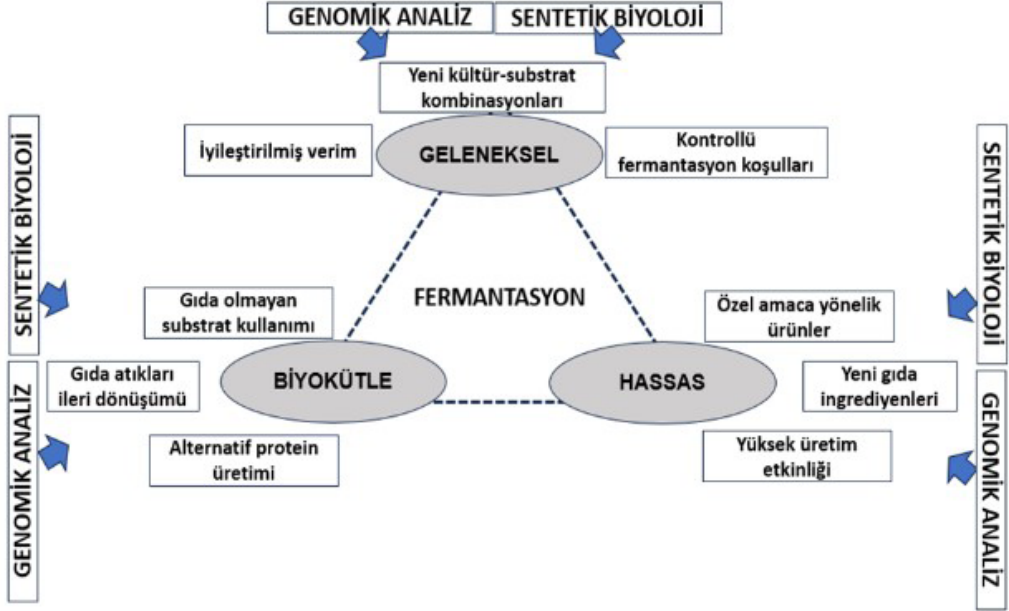 GENOMİK ANALİZ
SENTETİK BİYOLOJİ
Yeni kültür-substrat
kombinasyonları
İyileştirilmiş verim
GELENEKSEL
Kontrollü
fermantasyon koşulları
SENTETİK BİYOLOJİ
SENTETİK BİYOLOJİ
FERMANTASYON
Gıda olmayan
substrat kullanımı
Özel amaca yönelik
ürünler
Gıda atıkları
ileri dönüşümü
BİYOKÜTLE
HASSAS
Yeni gıda
ingrediyenleri
Alternatif protein
üretimi
Yüksek üretim
etkinliği
GENOMİK ANALİZ
GENOMİK ANALİZ